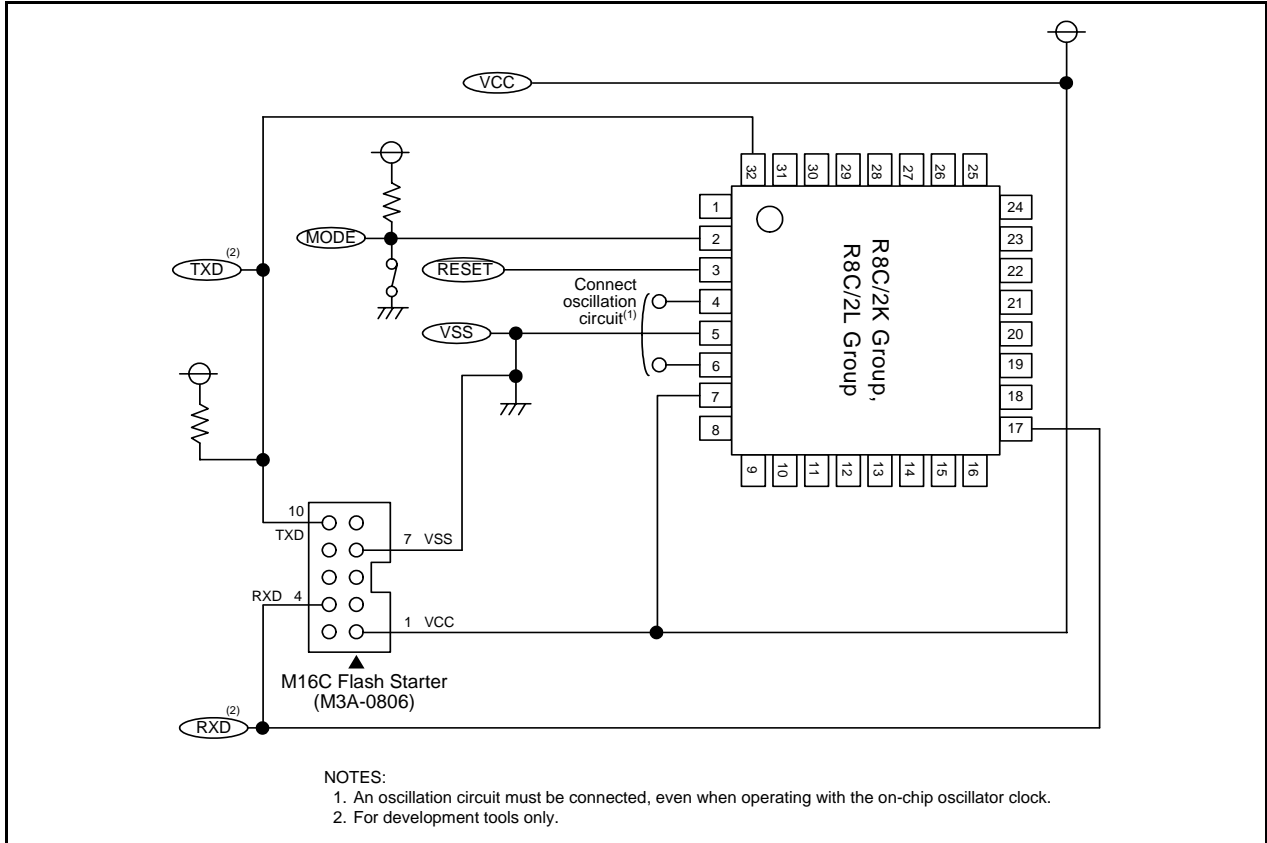 VCC
32
31
30
29
28
27
26
25
1
2
3
4
5
6
7
8
24
23
22
21
20
19
18
17
9
10
11
12
13
14
15
16
R8C/2K Group,
R8C/2L Group
MODE
TXD (2)
RESET
Connect
oscillation
circuit(1)
VSS
10
TXD
7 VSS
RXD 4
1 VCC
M16C Flash Starter
(M3A-0806)
RXD (2)
NOTES:
1. An oscillation circuit must be connected, even when operating with the on-chip oscillator clock.
2. For development tools only.